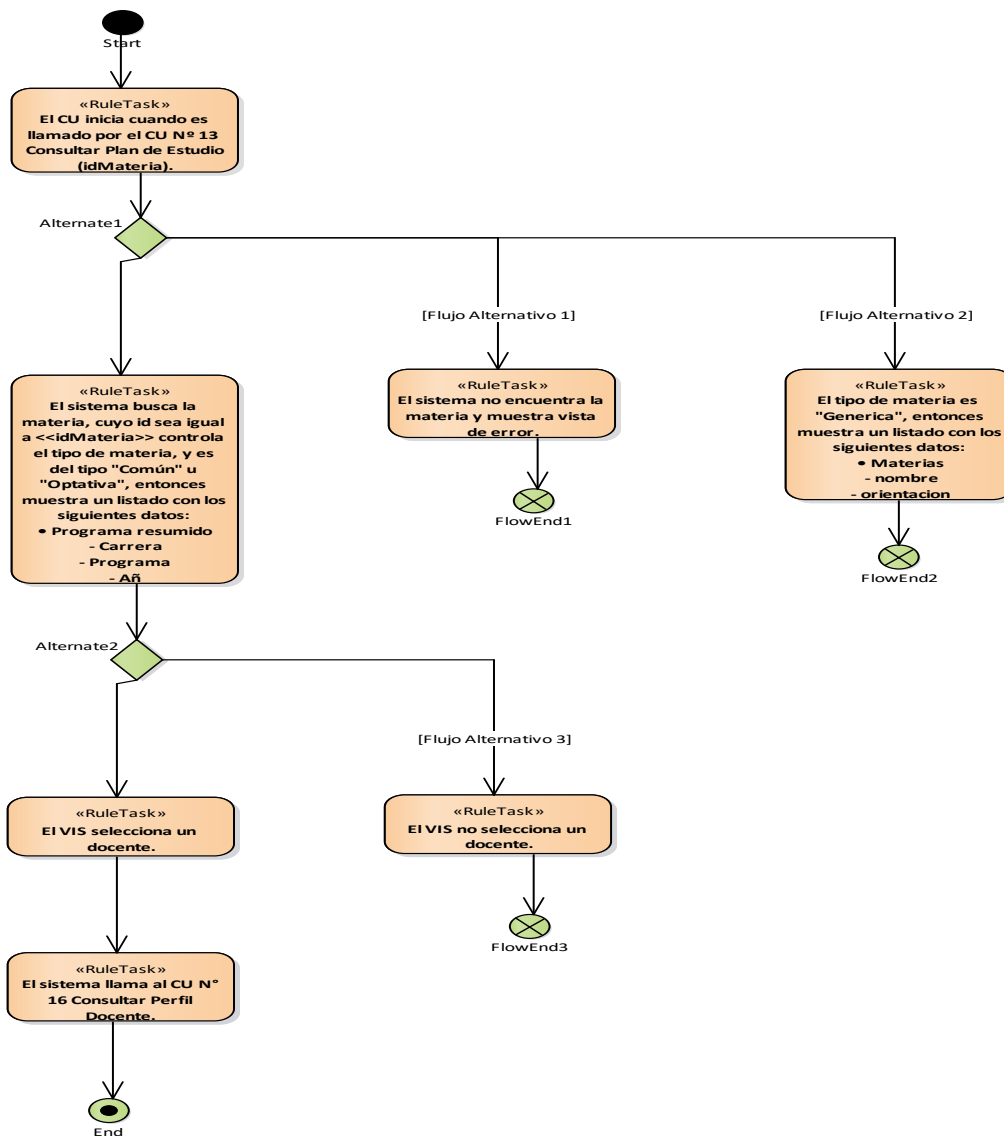 Start
«RuleTask»
El CU inicia cuando es
llamado por el CU Nº 13
Consultar Plan de Estudio
(idMateria).
Alternate1
[Flujo Alternativo 1]
[Flujo Alternativo 2]
«RuleTask»
El sistema busca la
materia, cuyo id sea igual
a <<idMateria>> controla
el tipo de materia, y es
del tipo "Común" u
"Optativa", entonces
muestra un listado con los
siguientes datos:
• Programa resumido
- Carrera
- Programa
- Añ
«RuleTask»
El sistema no encuentra la
materia y muestra vista
de error.
FlowEnd1
«RuleTask»
El tipo de materia es
"Generica", entonces
muestra un listado con los
siguientes datos:
• Materias
- nombre
- orientacion
FlowEnd2
Alternate2
[Flujo Alternativo 3]
«RuleTask»
El VIS selecciona un
docente.
«RuleTask»
El VIS no selecciona un
docente.
FlowEnd3
«RuleTask»
El sistema llama al CU N°
16 Consultar Perfil
Docente.
End